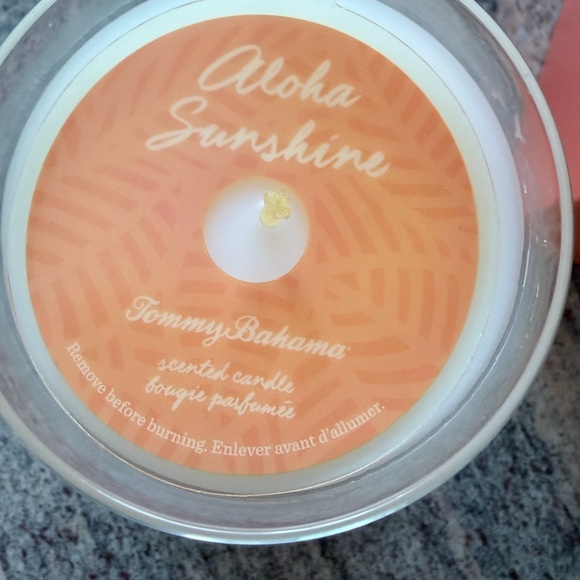 Aloha
Sunshine
Tommy Bahama®
scented candle
bougie parfumée
Remove before burning. Enlever avant d'allumer.